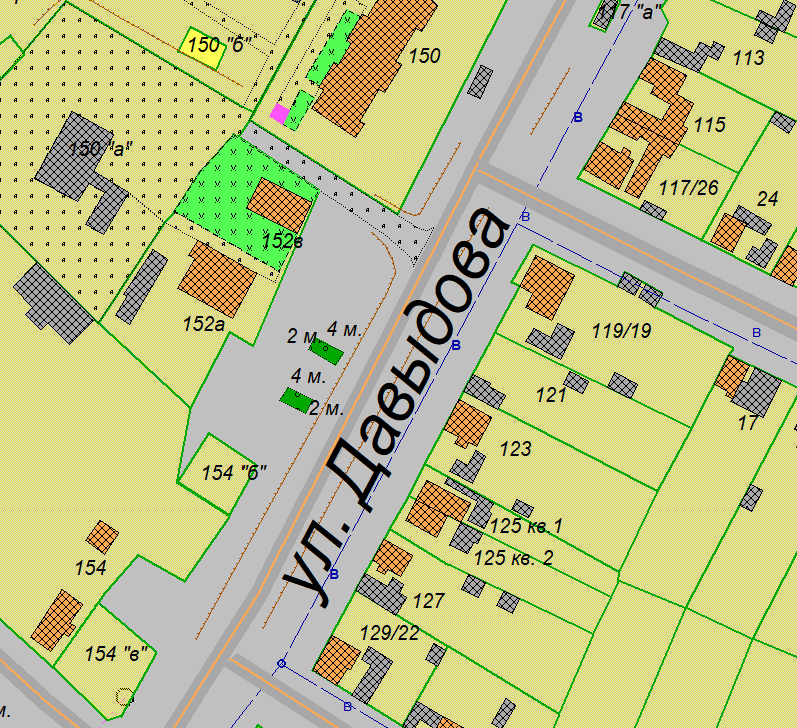 117 "а"
150 "б"
150
113
115
150 "а"
117/26
24
В
В
152в
152а
2 м.
4 м.
4 м.
2 м.
ул. Давыдова
В
В
119/19
121
17
123
154 "б"
125 кв.1
125 кв. 2
154
В
127
129/22
154 "в"
В
м.